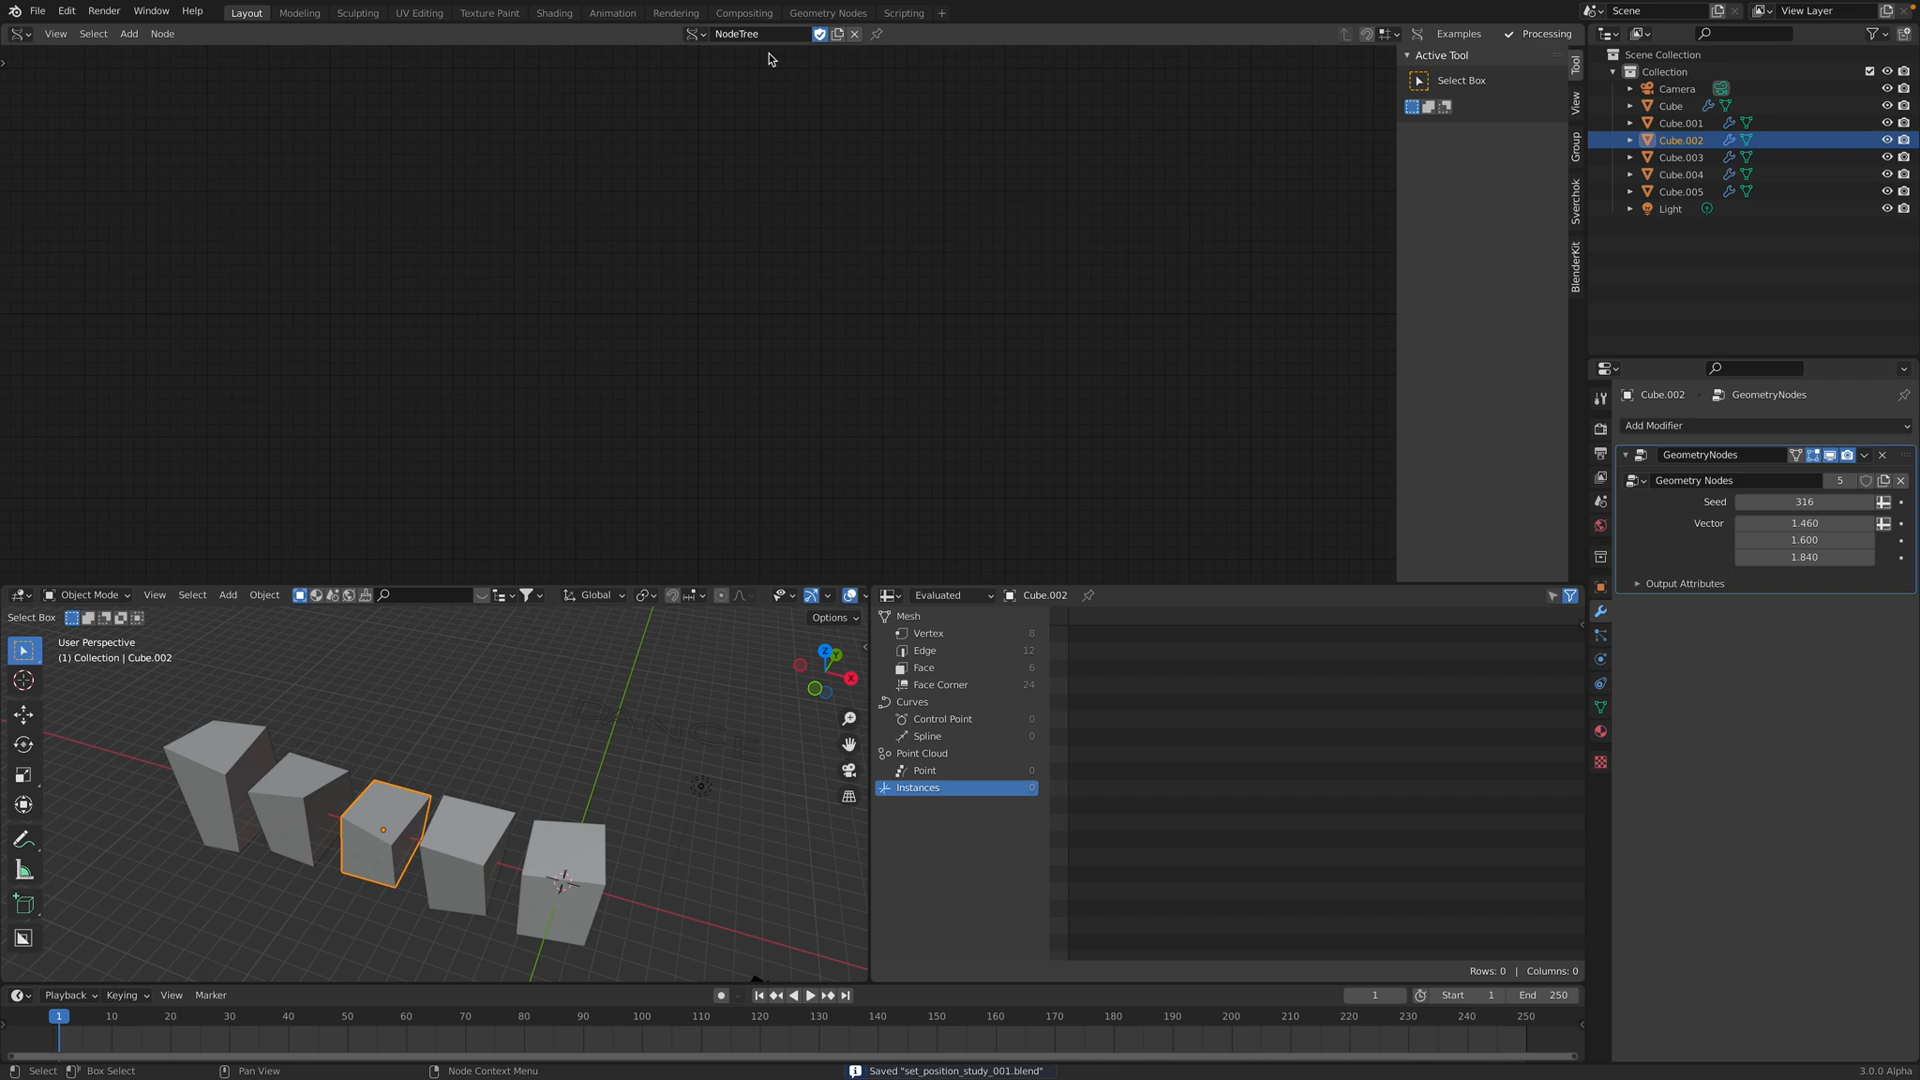 File Edit Render Window Help Layout Modeling Sculpting UV Editing Texture Paint Shading Animation Rendering Compositing Geometry Nodes Scripting + Scene View Layer
View Select Add Node NodeTree Examples Processing
Active Tool
Select Box
Tool
View
Group
Sverchok
BlenderKit
Scene Collection
Collection
Camera
Cube
Cube.001
Cube.002
Cube.003
Cube.004
Cube.005
Light
Cube.002 GeometryNodes
Add Modifier
GeometryNodes
Geometry Nodes 5
Seed 316
Vector 1.460
1.600
1.840
Output Attributes
Object Mode View Select Add Object Global
Select Box Options
User Perspective
(1) Collection | Cube.002
Z
Y
X
Evaluated Cube.002
Mesh
Vertex 8
Edge 12
Face 6
Face Corner 24
Curves
Control Point 0
Spline 0
Point Cloud
Point 0
Instances 0
Rows: 0 | Columns: 0
Playback Keying View Marker 1 Start 1 End 250
1 10 20 30 40 50 60 70 80 90 100 110 120 130 140 150 160 170 180 190 200 210 220 230 240 250
Select Box Select Pan View Node Context Menu Saved "set_position_study_001.blend" 3.0.0 Alpha